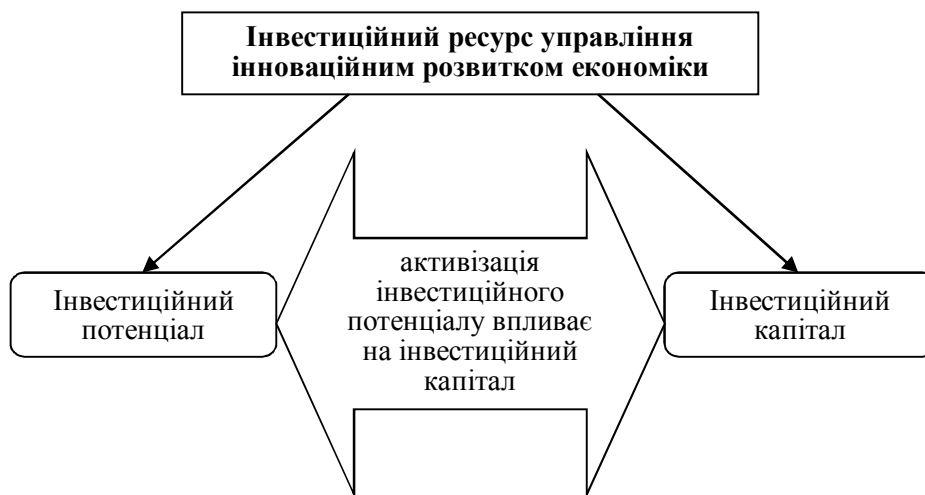 Інвестиційний ресурс управління
інноваційним розвитком економіки
Інвестиційний
потенціал
активізація
інвестиційного
потенціалу впливає
на інвестиційний
капітал
Інвестиційний
капітал